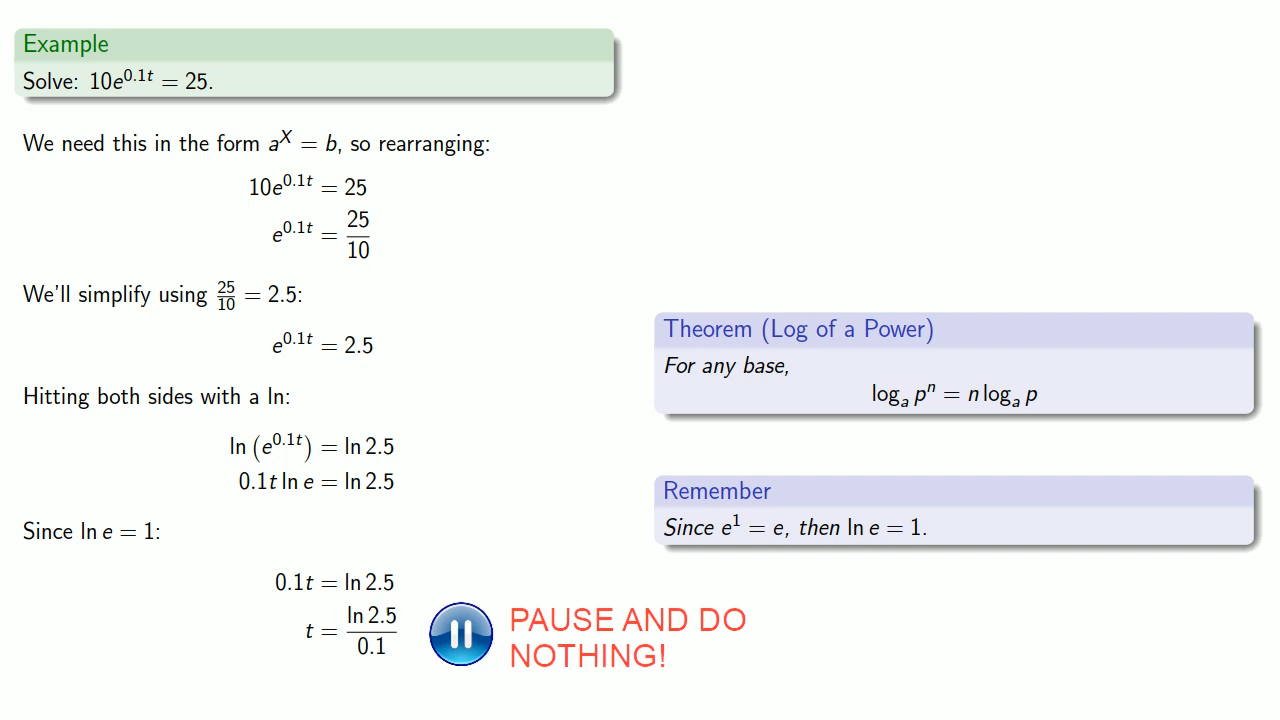 Example
Solve: 10e^{0.1t} = 25.
We need this in the form a^X = b, so rearranging:
10e^{0.1t} = 25
e^{0.1t} = \frac{25}{10}
We'll simplify using \frac{25}{10} = 2.5:
e^{0.1t} = 2.5
Hitting both sides with a ln:
ln (e^{0.1t}) = ln 2.5
0.1t ln e = ln 2.5
Since ln e = 1:
0.1t = ln 2.5
t = \frac{ln 2.5}{0.1}
PAUSE AND DO
NOTHING!
Theorem (Log of a Power)
For any base,
log_a p^n = n log_a p
Remember
Since e^1 = e, then ln e = 1.